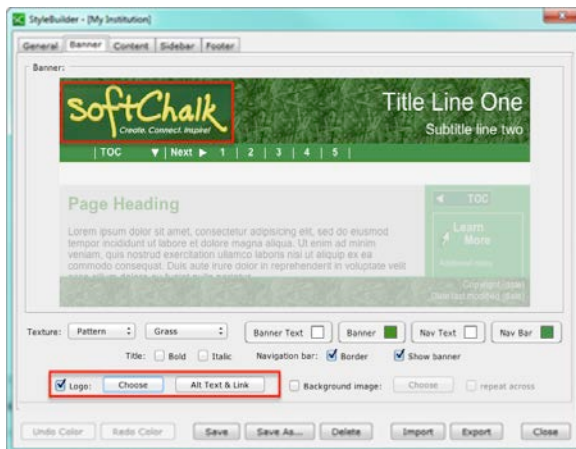 StyleBuilder - [My Institution]
General Banner Content Sidebar Footer
Banner:
SoftChalk
Create. Connect. Inspire!
Title Line One
Subtitle line two
TOC ▼ | Next ► 1 | 2 | 3 | 4 | 5 |
Page Heading
TOC
Lorem ipsum dolor sit amet, consectetur adipisicing elit, sed do eiusmod
tempor incididunt ut labore et dolore magna aliqua. Ut enim ad minim
veniam, quis nostrud exercitation ullamco laboris nisi ut aliquip ex ea
commodo consequat. Duis aute irure dolor in reprehenderit in voluptate velit
Learn
More
Texture: Pattern Grass Banner Text Banner Nav Text Nav Bar
Title: Bold Italic Navigation bar: Border Show banner
Logo: Choose Alt Text & Link Background image: Choose repeat across
Undo Color Redo Color Save Save As... Delete Import Export Close